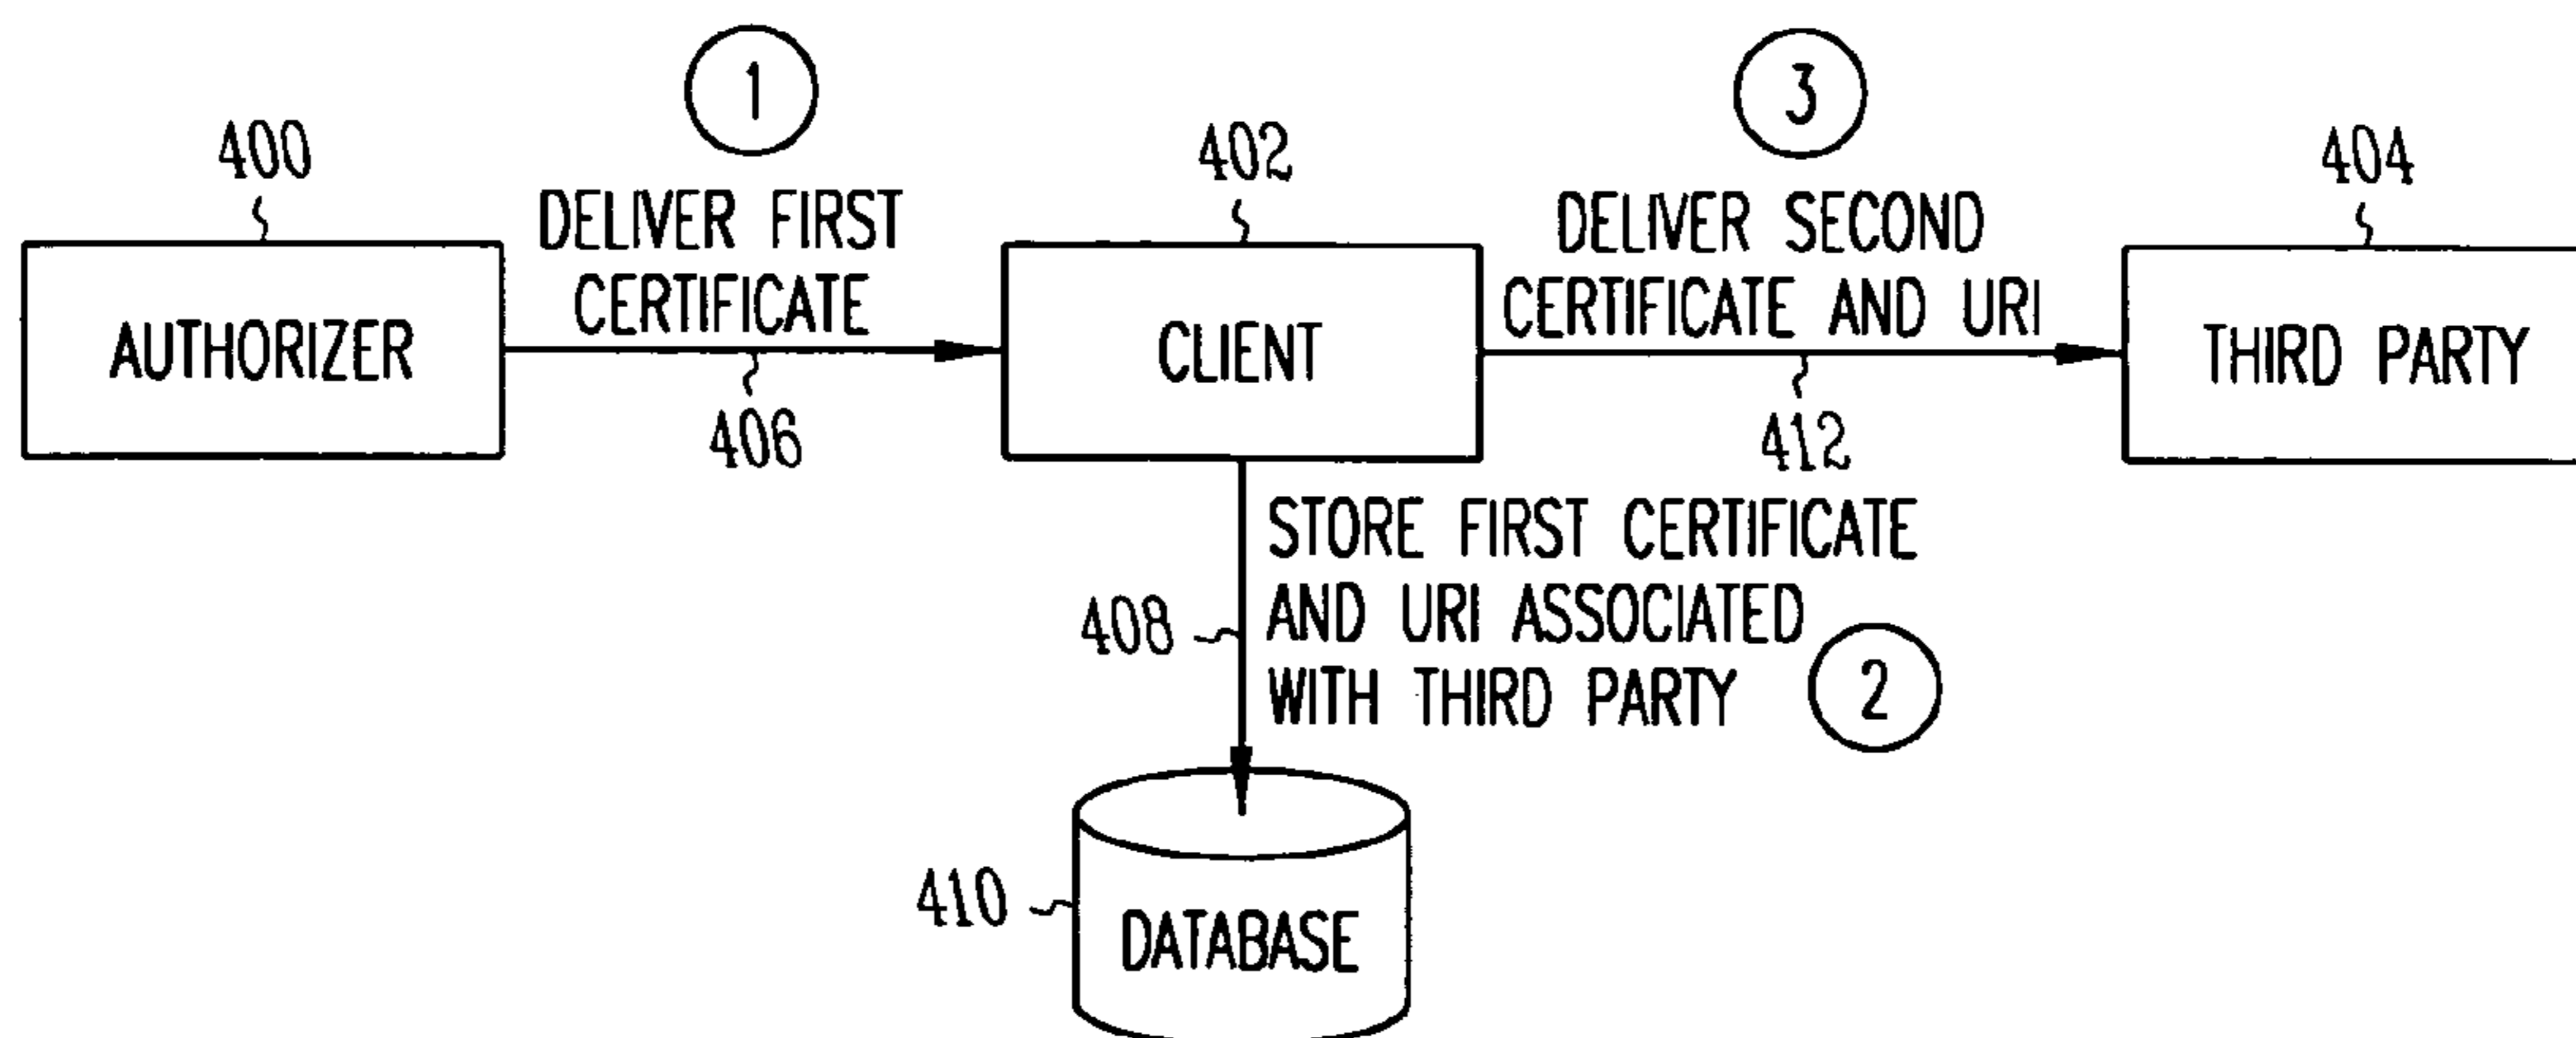 1
3
400
402
404
DELIVER FIRST
CERTIFICATE
DELIVER SECOND
CERTIFICATE AND URI
AUTHORIZER
CLIENT
THIRD PARTY
406
412
STORE FIRST CERTIFICATE
AND URI ASSOCIATED
WITH THIRD PARTY
408
2
410
DATABASE